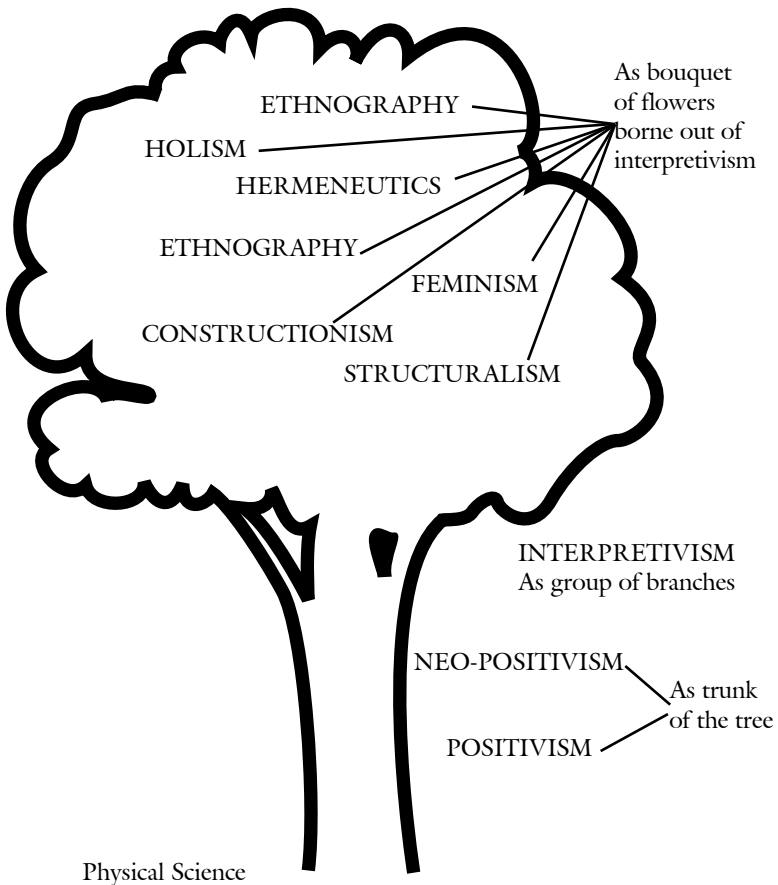 As bouquet
of flowers
borne out of
interpretivism
ETHNOGRAPHY
HOLISM
HERMENEUTICS
ETHNOGRAPHY
FEMINISM
CONSTRUCTIONISM
STRUCTURALISM
INTERPRETIVISM
As group of branches
NEO-POSITIVISM
As trunk
of the tree
POSITIVISM
Physical Science